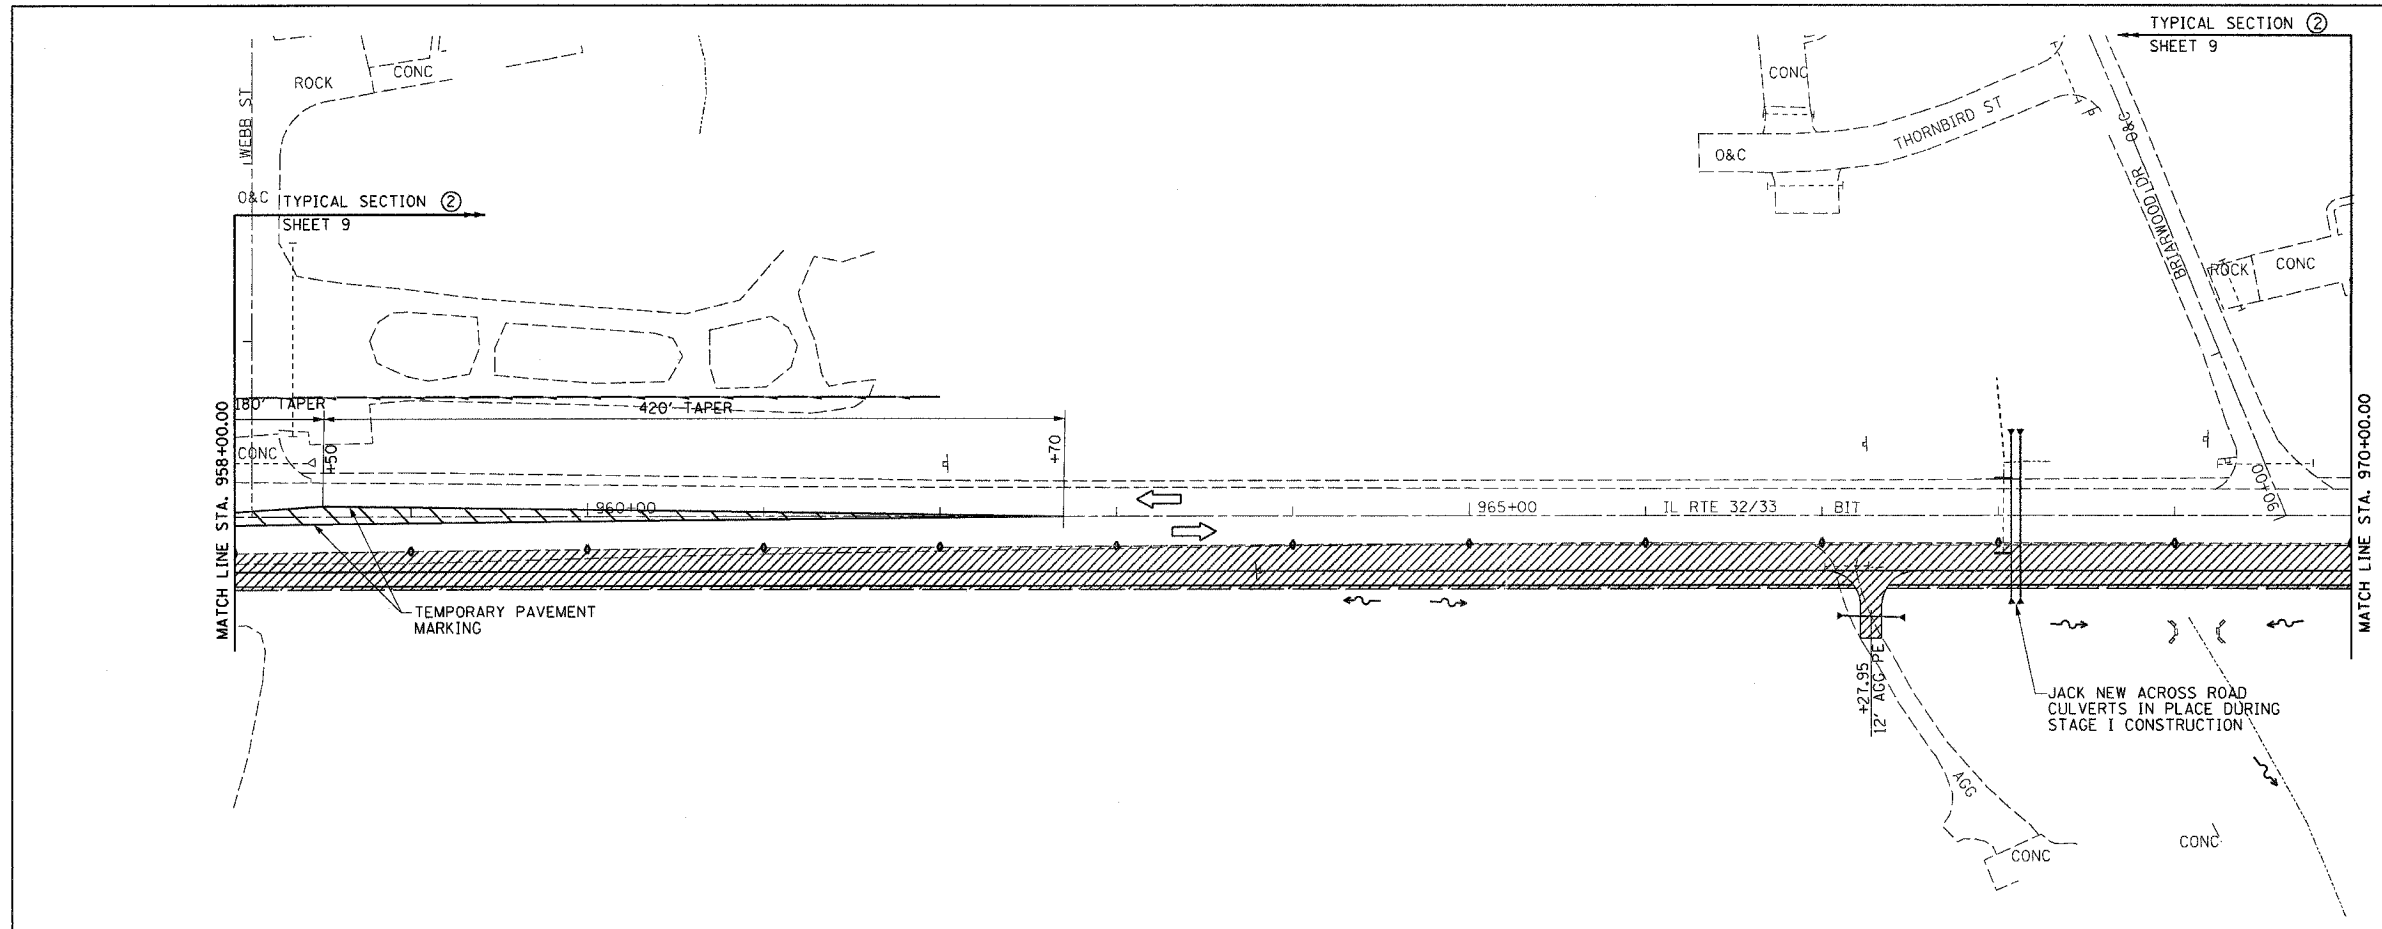 TYPICAL SECTION ②
SHEET 9
ROCK
CONC
WEBB ST
O&C
TYPICAL SECTION ②
SHEET 9
CONC
THORNBIRD ST
O&C
O&C
BRIARWOOD DR
ROCK
CONC
180' TAPER
420' TAPER
CONC
+50
+70
MATCH LINE STA. 958+00.00
960+00
965+00
IL RTE 32/33
BIT
960+00
MATCH LINE STA. 970+00.00
TEMPORARY PAVEMENT
MARKING
+27.95
12' AGG PE
JACK NEW ACROSS ROAD
CULVERTS IN PLACE DURING
STAGE I CONSTRUCTION
AGG
CONC
CONC